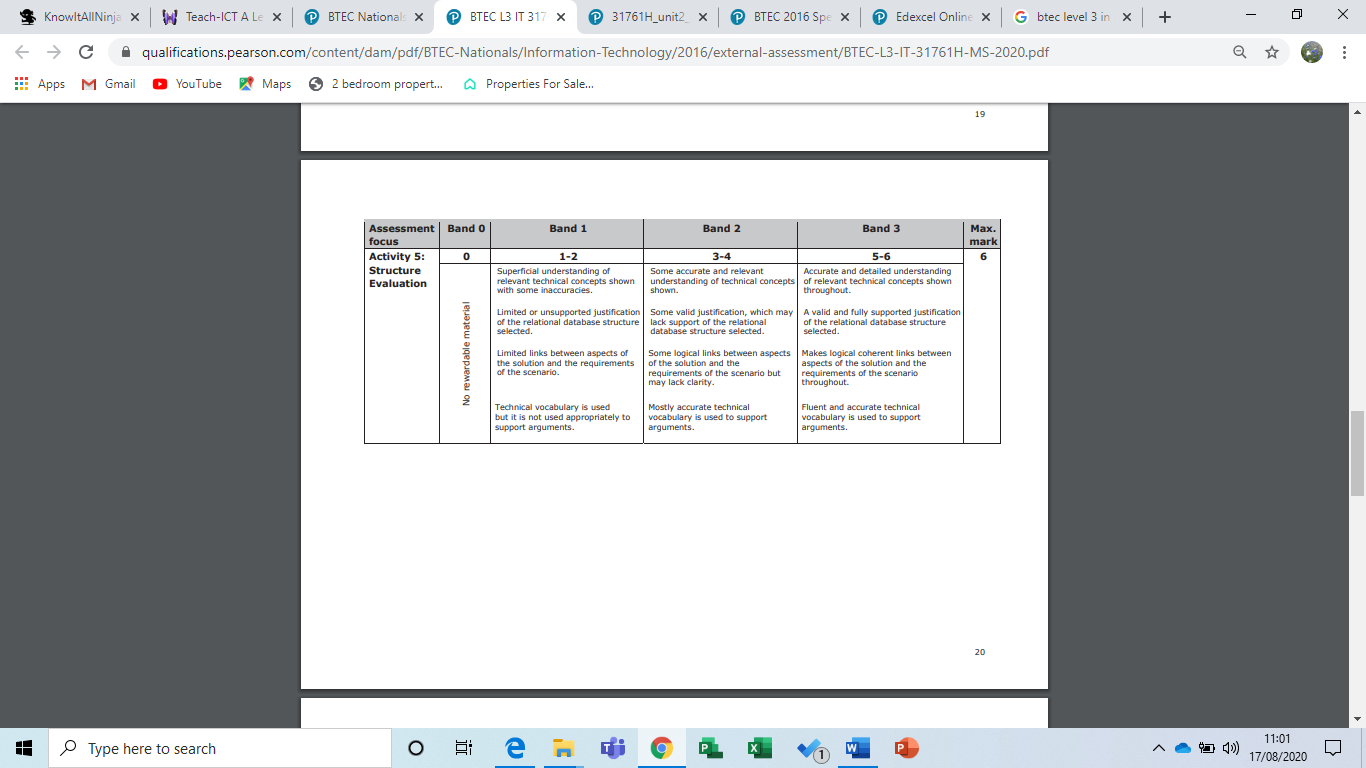 KnowItAllNinja
Teach-ICT A Le
BTEC Nationals
BTEC L3 IT 317
31761H_unit2_
BTEC 2016 Spe
Edexcel Online
btec level 3 in
qualifications.pearson.com/content/dam/pdf/BTEC-Nationals/Information-Technology/2016/external-assessment/BTEC-L3-IT-31761H-MS-2020.pdf
Apps
Gmail
YouTube
Maps
2 bedroom propert...
Properties For Sale...
19
Assessment
focus
Band 0
Band 1
Band 2
Band 3
Max.
mark
Activity 5:
Structure
Evaluation
0
1-2
3-4
5-6
6
No rewardable material
Superficial understanding of
relevant technical concepts shown
with some inaccuracies.
Limited or unsupported justification
of the relational database structure
selected.
Limited links between aspects of
the solution and the requirements
of the scenario.
Technical vocabulary is used
but it is not used appropriately to
support arguments.
Some accurate and relevant
understanding of technical concepts
shown.
Some valid justification, which may
lack support of the relational
database structure selected.
Some logical links between aspects
of the solution and the
requirements of the scenario but
may lack clarity.
Mostly accurate technical
vocabulary is used to support
arguments.
Accurate and detailed understanding
of relevant technical concepts shown
throughout.
A valid and fully supported justification
of the relational database structure
selected.
Makes logical coherent links between
aspects of the solution and the
requirements of the scenario
throughout.
Fluent and accurate technical
vocabulary is used to support
arguments.
20
Type here to search
1
11:01
17/08/2020